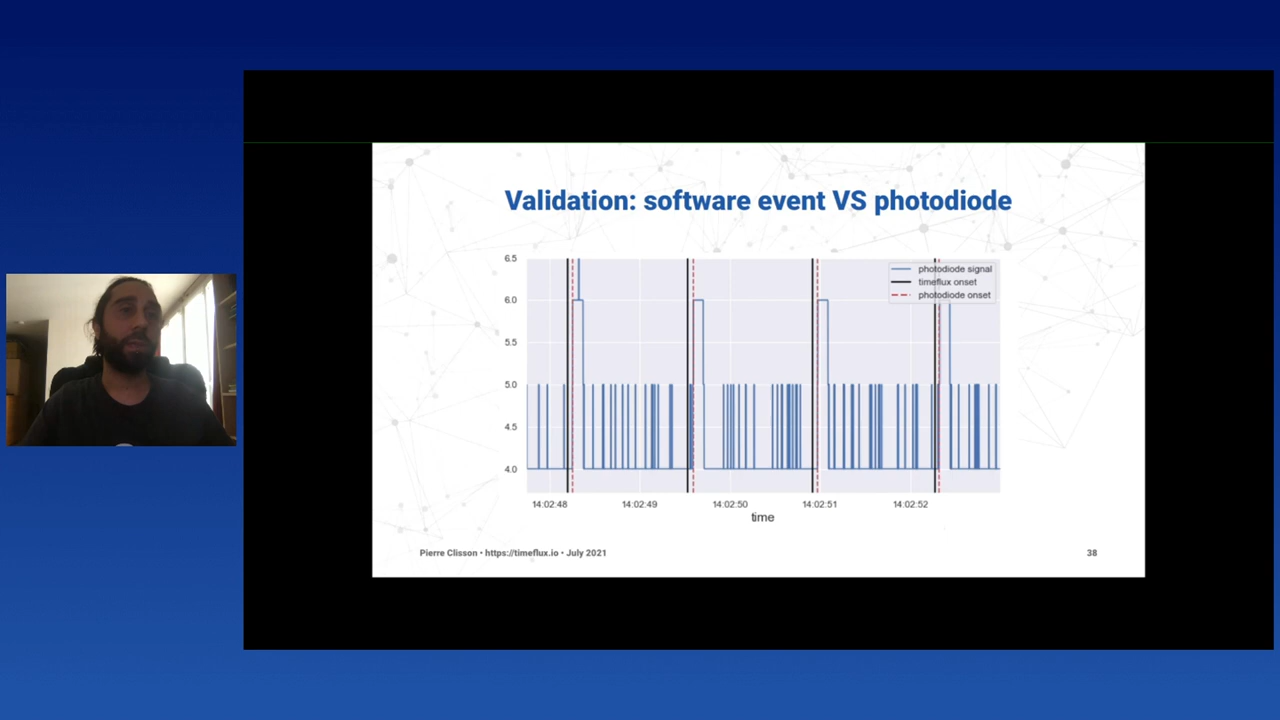 Validation: software event VS photodiode
6.5
6.0
5.5
5.0
4.5
4.0
photodiode signal
timeflux onset
photodiode onset
14:02:48 14:02:49 14:02:50 14:02:51 14:02:52
time
Pierre Clisson • https://timeflux.io • July 2021
38